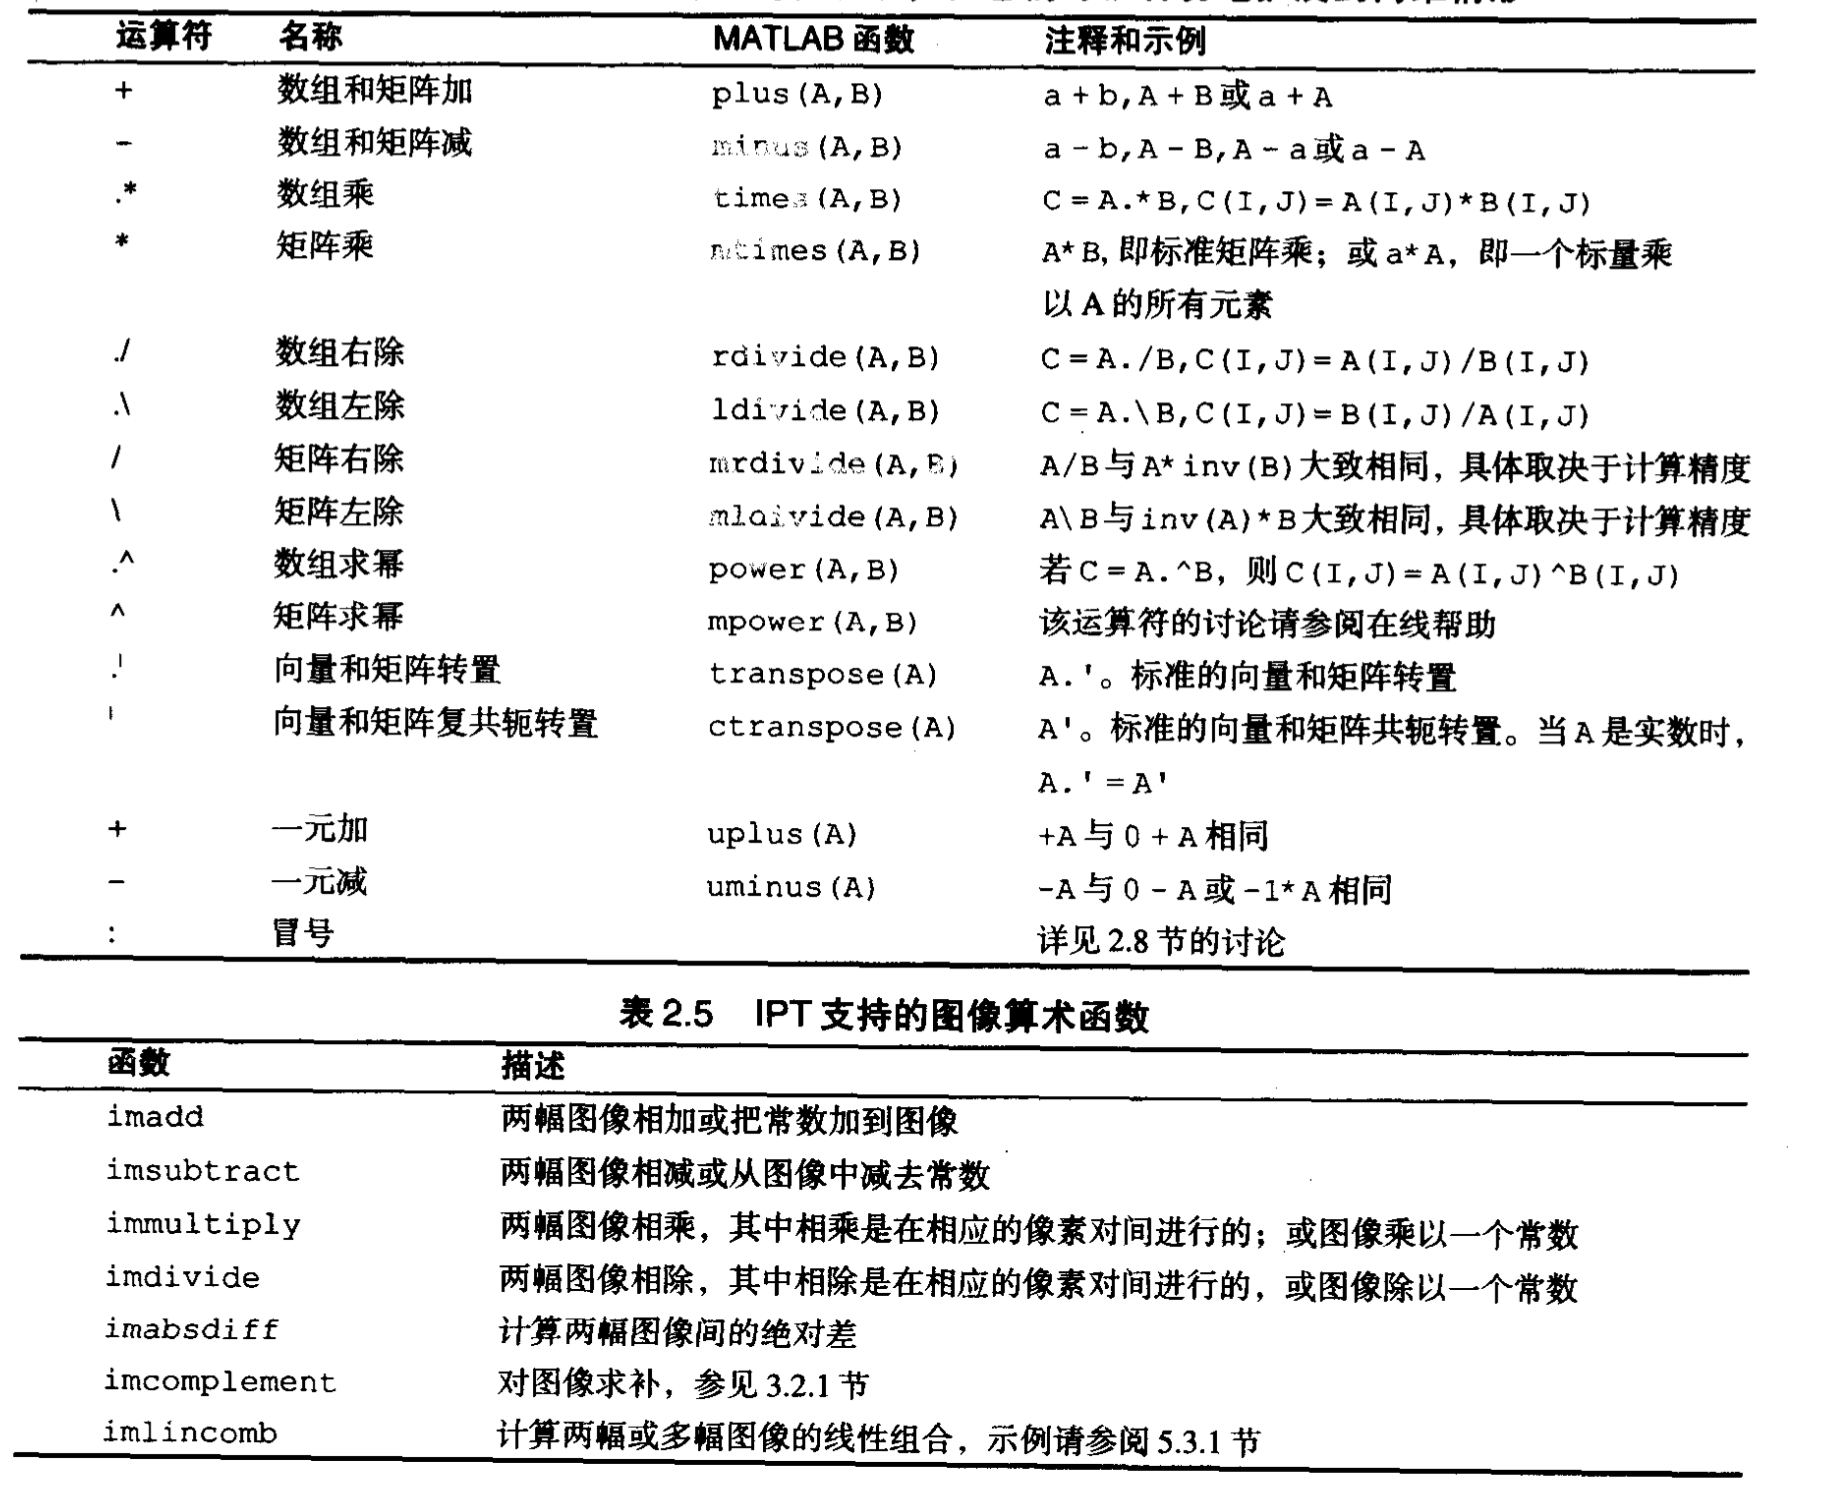 运算符 名称 MATLAB 函数 注释和示例
+ 数组和矩阵加 plus(A,B) a+b,A+B或a+A
- 数组和矩阵减 minus(A,B) a-b,A-B,A-a或a-A
.* 数组乘 times(A,B) C=A.*B,C(I,J)=A(I,J)*B(I,J)
* 矩阵乘 mtimes(A,B) A*B,即标准矩阵乘；或a*A，即一个标量乘
以A的所有元素
./ 数组右除 rdivide(A,B) C=A./B,C(I,J)=A(I,J)/B(I,J)
.\ 数组左除 ldivide(A,B) C=A.\B,C(I,J)=B(I,J)/A(I,J)
/ 矩阵右除 mrdivide(A,B) A/B与A*inv(B)大致相同，具体取决于计算精度
\ 矩阵左除 mldivide(A,B) A\B与inv(A)*B大致相同，具体取决于计算精度
.^ 数组求幂 power(A,B) 若C=A.^B，则C(I,J)=A(I,J)^B(I,J)
^ 矩阵求幂 mpower(A,B) 该运算符的讨论请参阅在线帮助
.' 向量和矩阵转置 transpose(A) A.'。标准的向量和矩阵转置
' 向量和矩阵复共轭转置 ctranspose(A) A'。标准的向量和矩阵共轭转置。当A是实数时，
A.'=A'
+ 一元加 uplus(A) +A与0+A相同
- 一元减 uminus(A) -A与0-A或-1*A相同
: 冒号 详见2.8节的讨论
表2.5 IPT支持的图像算术函数
函数 描述
imadd 两幅图像相加或把常数加到图像
imsubtract 两幅图像相减或从图像中减去常数
immultiply 两幅图像相乘，其中相乘是在相应的像素对间进行的；或图像乘以一个常数
imdivide 两幅图像相除，其中相除是在相应的像素对间进行的，或图像除以一个常数
imabsdiff 计算两幅图像间的绝对差
imcomplement 对图像求补，参见3.2.1节
imlincomb 计算两幅或多幅图像的线性组合，示例请参阅5.3.1节